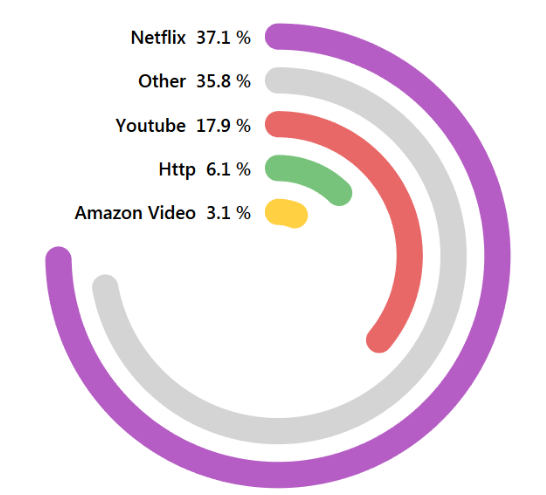 Netflix 37.1 %
Other 35.8 %
Youtube 17.9 %
Http 6.1 %
Amazon Video 3.1 %